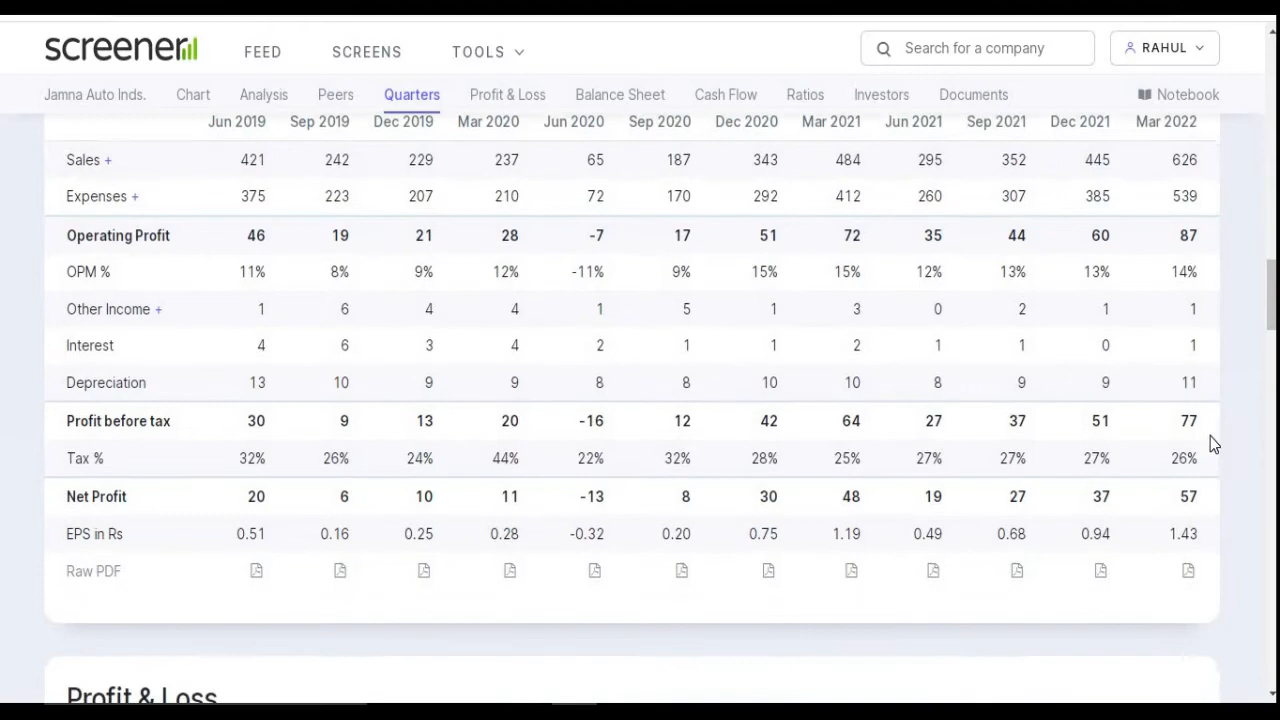 screener FEED SCREENS TOOLS Search for a company RAHUL
Jamna Auto Inds. Chart Analysis Peers Quarters Profit & Loss Balance Sheet Cash Flow Ratios Investors Documents Notebook
Jun 2019 Sep 2019 Dec 2019 Mar 2020 Jun 2020 Sep 2020 Dec 2020 Mar 2021 Jun 2021 Sep 2021 Dec 2021 Mar 2022
Sales + 421 242 229 237 65 187 343 484 295 352 445 626
Expenses + 375 223 207 210 72 170 292 412 260 307 385 539
Operating Profit 46 19 21 28 -7 17 51 72 35 44 60 87
OPM % 11% 8% 9% 12% -11% 9% 15% 15% 12% 13% 13% 14%
Other Income + 1 6 4 4 1 5 1 3 0 2 1 1
Interest 4 6 3 4 2 1 1 2 1 1 0 1
Depreciation 13 10 9 9 8 8 10 10 8 9 9 11
Profit before tax 30 9 13 20 -16 12 42 64 27 37 51 77
Tax % 32% 26% 24% 44% 22% 32% 28% 25% 27% 27% 27% 26%
Net Profit 20 6 10 11 -13 8 30 48 19 27 37 57
EPS in Rs 0.51 0.16 0.25 0.28 -0.32 0.20 0.75 1.19 0.49 0.68 0.94 1.43
Raw PDF
Profit & Loss